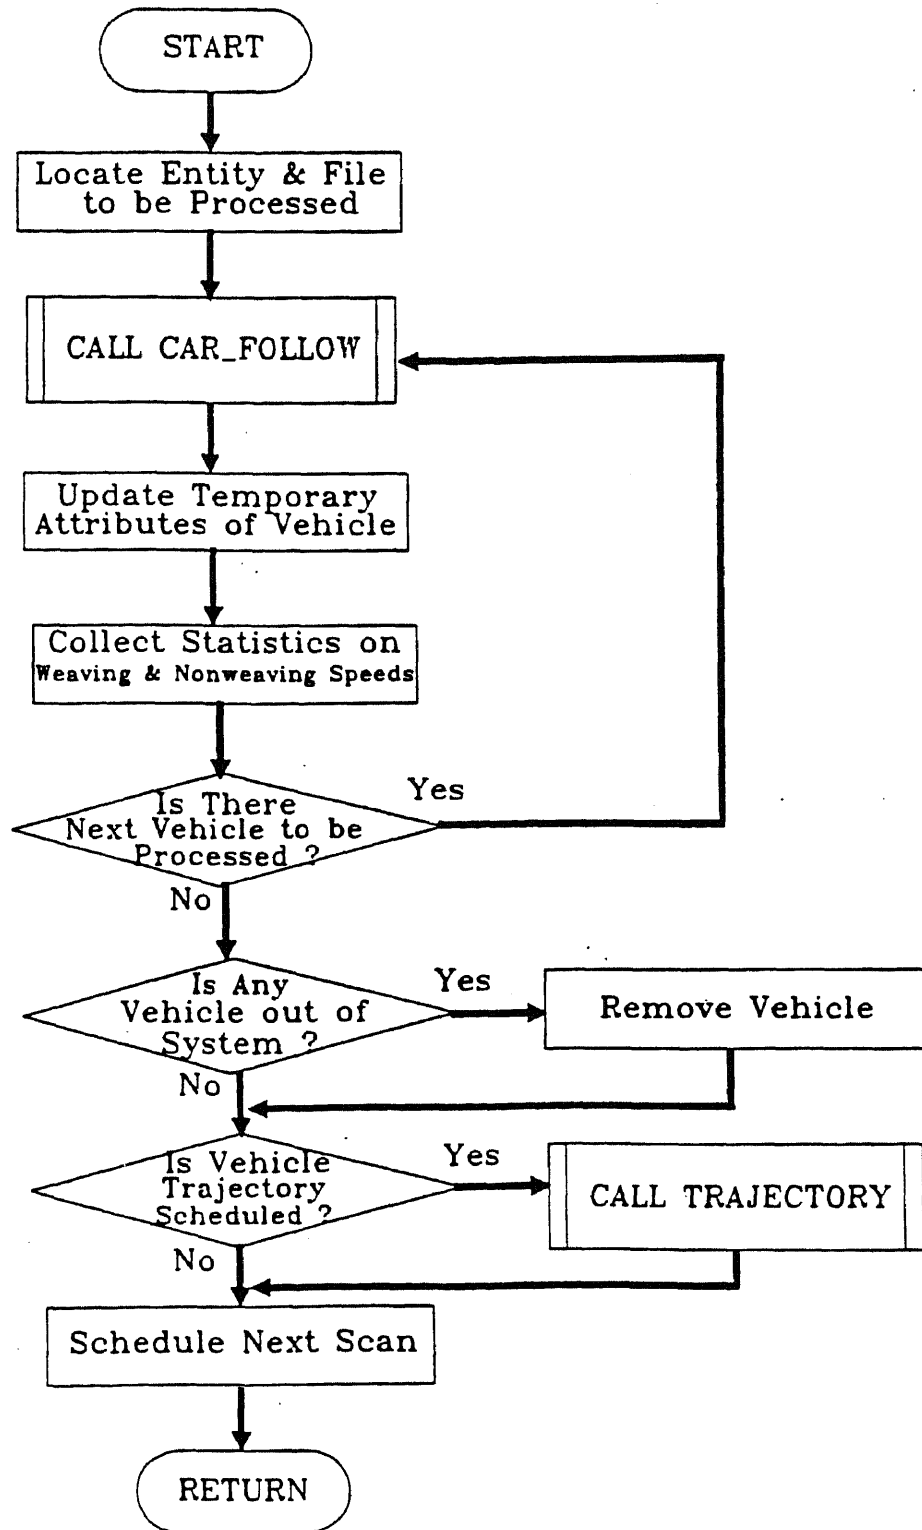 START
Locate Entity & File
to be Processed
CALL CAR_FOLLOW
Update Temporary
Attributes of Vehicle
Collect Statistics on
Weaving & Nonweaving Speeds
Is There
Next Vehicle to be
Processed ?
Yes
No
Is Any
Vehicle out of
System ?
Yes
Remove Vehicle
No
Is Vehicle
Trajectory
Scheduled ?
Yes
CALL TRAJECTORY
No
Schedule Next Scan
RETURN